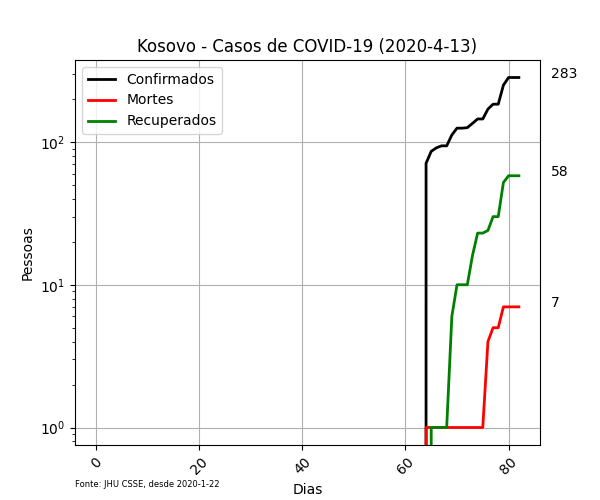 Kosovo - Casos de COVID-19 (2020-4-13)
Confirmados
Mortes
Recuperados
283
58
7
10²
10¹
10⁰
Pessoas
0 20 40 60 80
Dias
Fonte: JHU CSSE, desde 2020-1-22